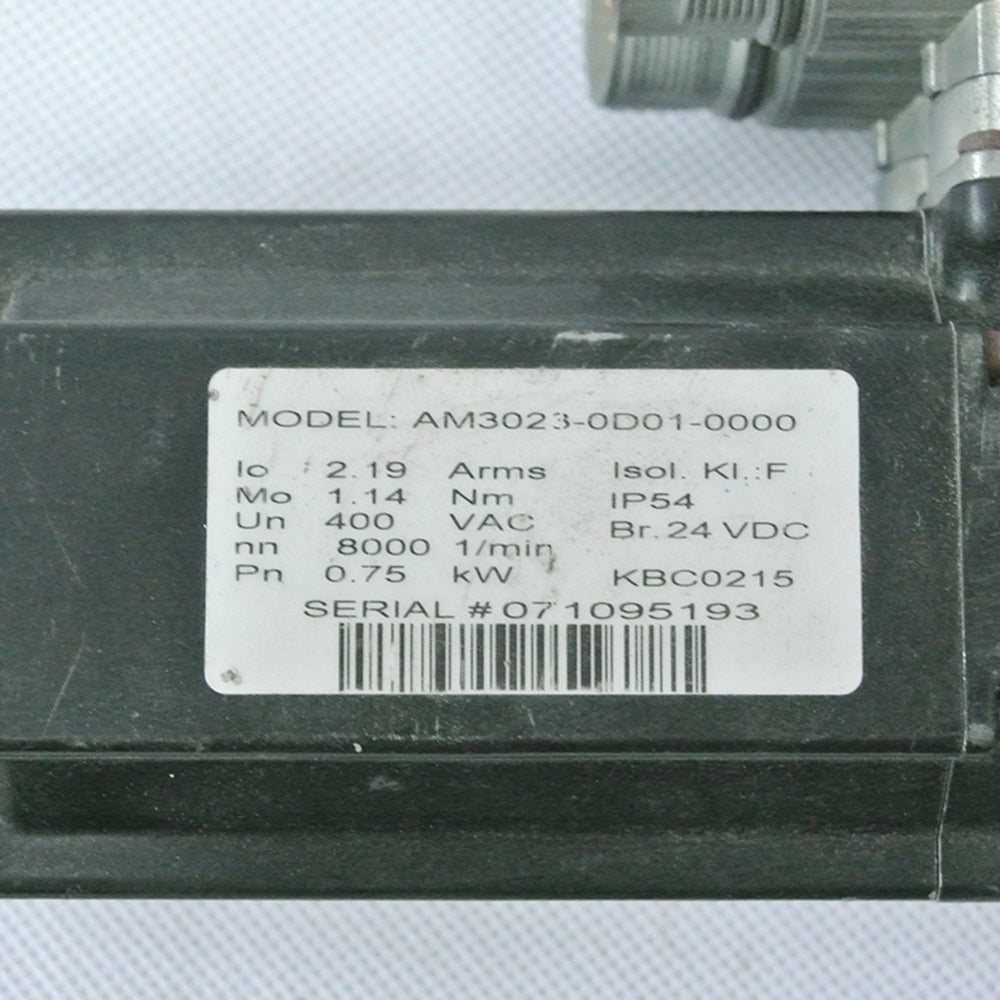 MODEL: AM3023-0D01-0000
Io 2.19 Arms Isol. Kl.:F
Mo 1.14 Nm IP54
Un 400 VAC Br. 24 VDC
nn 8000 1/min
Pn 0.75 kW KBC0215
SERIAL # 071095193